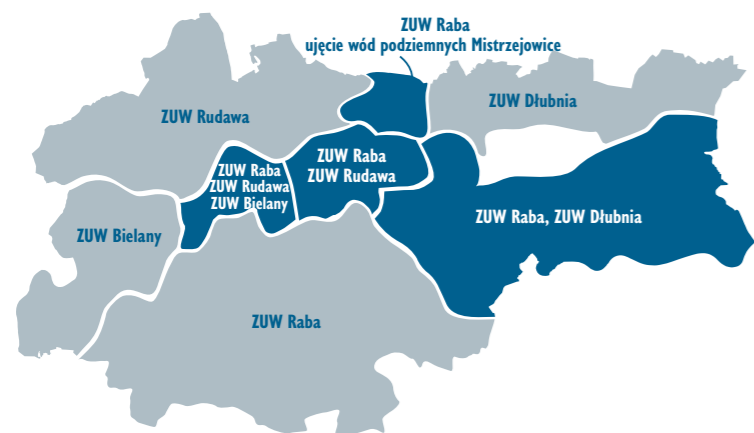 ZUW Raba
ujęcie wód podziemnych Mistrzejowice
ZUW Rudawa
ZUW Dłubnia
ZUW Raba
ZUW Rudawa
ZUW Raba
ZUW Rudawa
ZUW Bielany
ZUW Raba, ZUW Dłubnia
ZUW Bielany
ZUW Raba